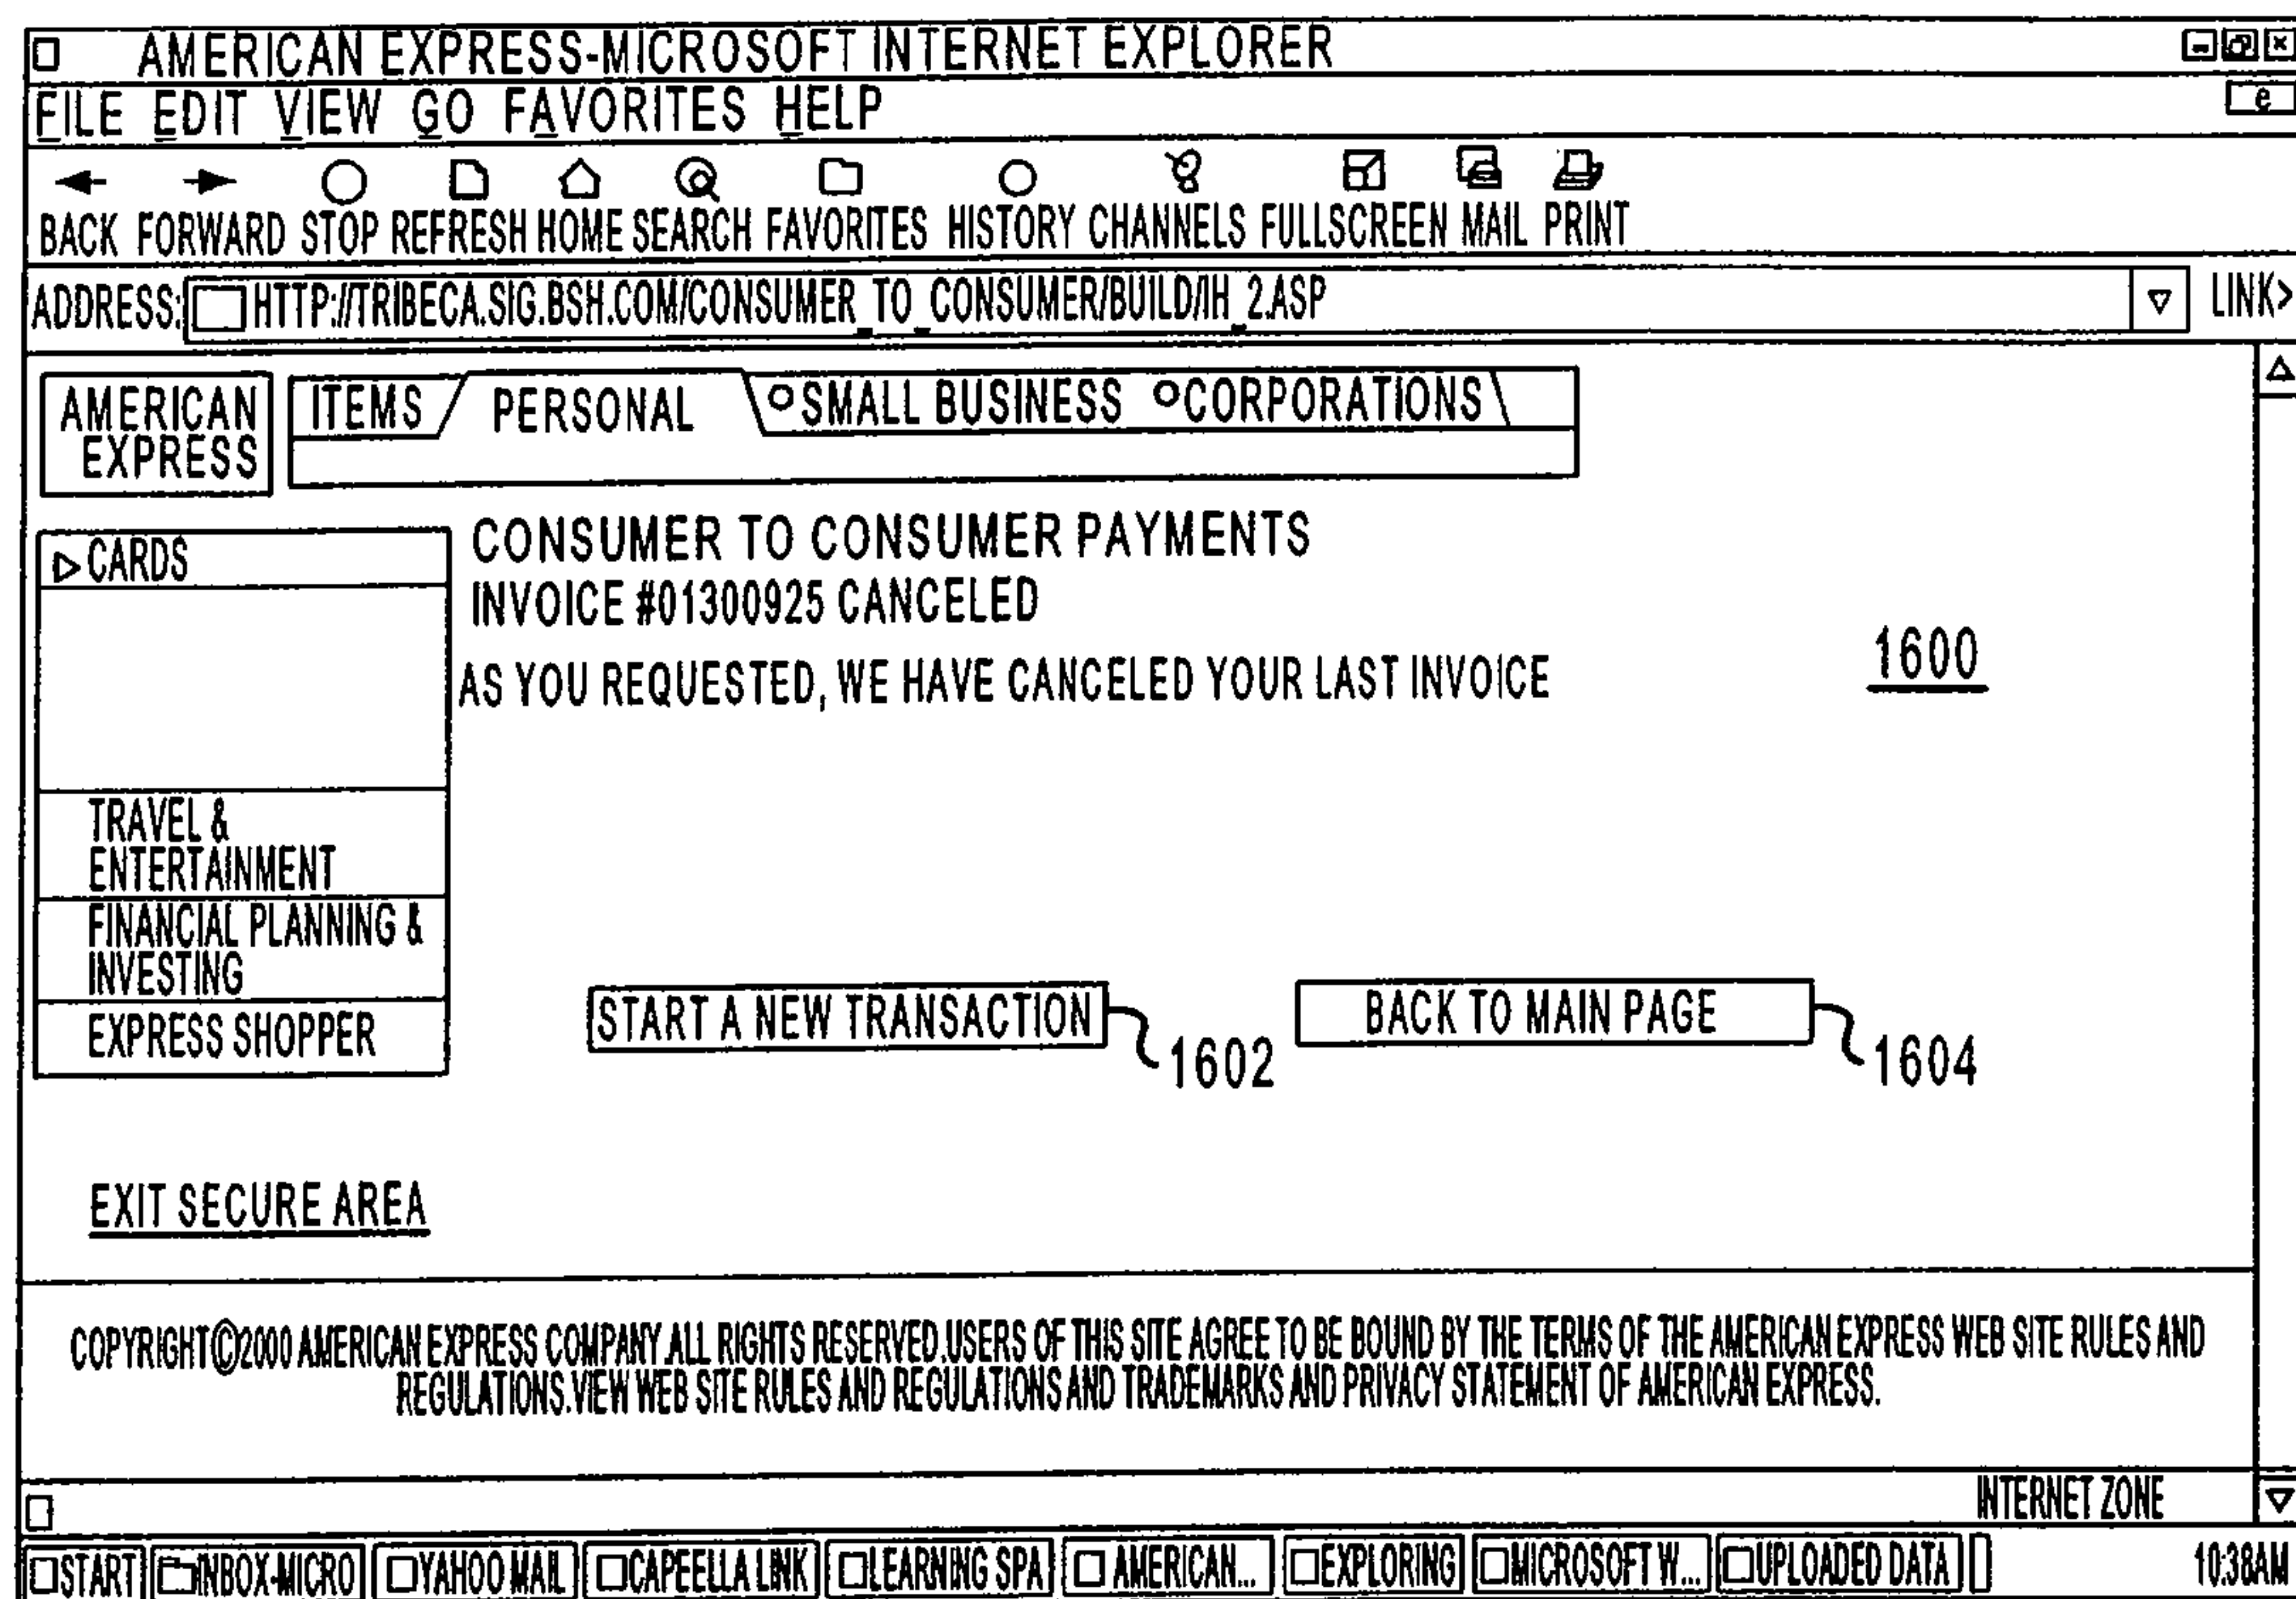 AMERICAN EXPRESS-MICROSOFT INTERNET EXPLORER
FILE EDIT VIEW GO FAVORITES HELP
e
BACK FORWARD STOP REFRESH HOME SEARCH FAVORITES HISTORY CHANNELS FULLSCREEN MAIL PRINT
ADDRESS: HTTP://TRIBECA.SIG.BSH.COM/CONSUMER_TO_CONSUMER/BUILD/IH_2.ASP LINK>
AMERICAN
EXPRESS
ITEMS PERSONAL SMALL BUSINESS CORPORATIONS
CARDS
TRAVEL &
ENTERTAINMENT
FINANCIAL PLANNING &
INVESTING
EXPRESS SHOPPER
CONSUMER TO CONSUMER PAYMENTS
INVOICE #01300925 CANCELED
AS YOU REQUESTED, WE HAVE CANCELED YOUR LAST INVOICE
1600
START A NEW TRANSACTION 1602 BACK TO MAIN PAGE 1604
EXIT SECURE AREA
COPYRIGHT©2000 AMERICAN EXPRESS COMPANY.ALL RIGHTS RESERVED.USERS OF THIS SITE AGREE TO BE BOUND BY THE TERMS OF THE AMERICAN EXPRESS WEB SITE RULES AND
REGULATIONS.VIEW WEB SITE RULES AND REGULATIONS AND TRADEMARKS AND PRIVACY STATEMENT OF AMERICAN EXPRESS.
INTERNET ZONE
START INBOX-MICRO YAHOO MAIL CAPEELLA LINK LEARNING SPA AMERICAN... EXPLORING MICROSOFT W... UPLOADED DATA 10:38AM